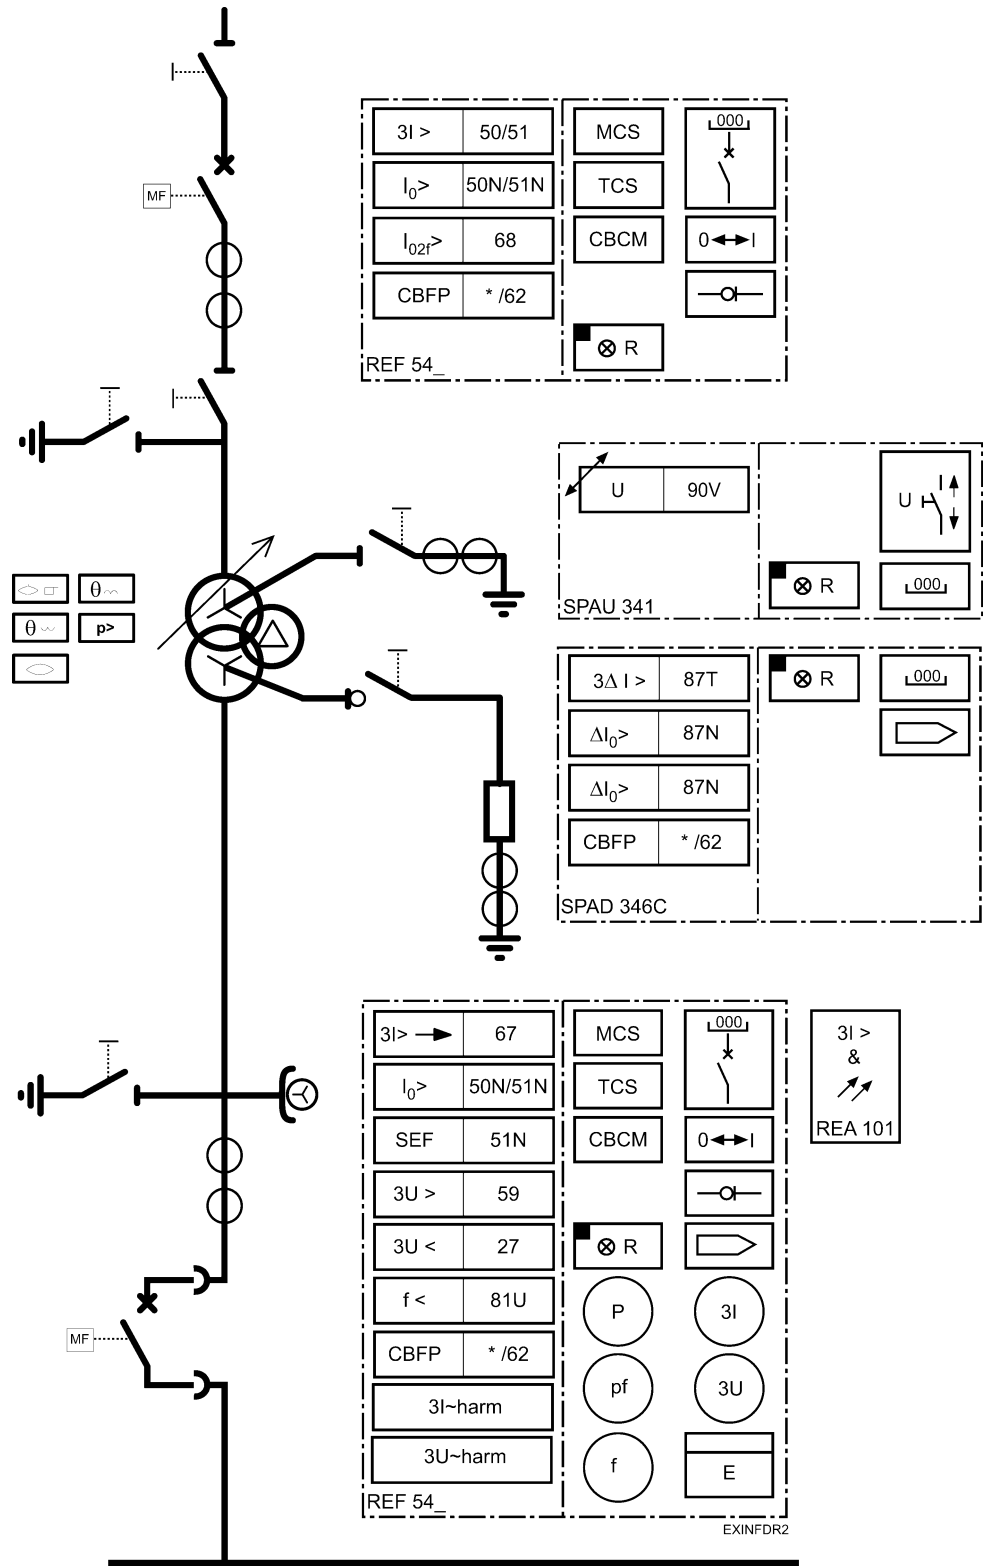 MF
3I > 50/51
I0> 50N/51N
I02f> 68
CBFP * /62
MCS
TCS
CBCM
000
0 I
R
REF 54_
U 90V
U I
R
000
SPAU 341
θ
θ p>
3Δ I > 87T
ΔI0> 87N
ΔI0> 87N
CBFP * /62
R
000
SPAD 346C
3I> 67
I0> 50N/51N
SEF 51N
3U > 59
3U < 27
f < 81U
CBFP * /62
3I~harm
3U~harm
MCS
TCS
CBCM
000
0 I
R
P 3I
pf 3U
f E
REF 54_
3I >
&
REA 101
MF
EXINFDR2